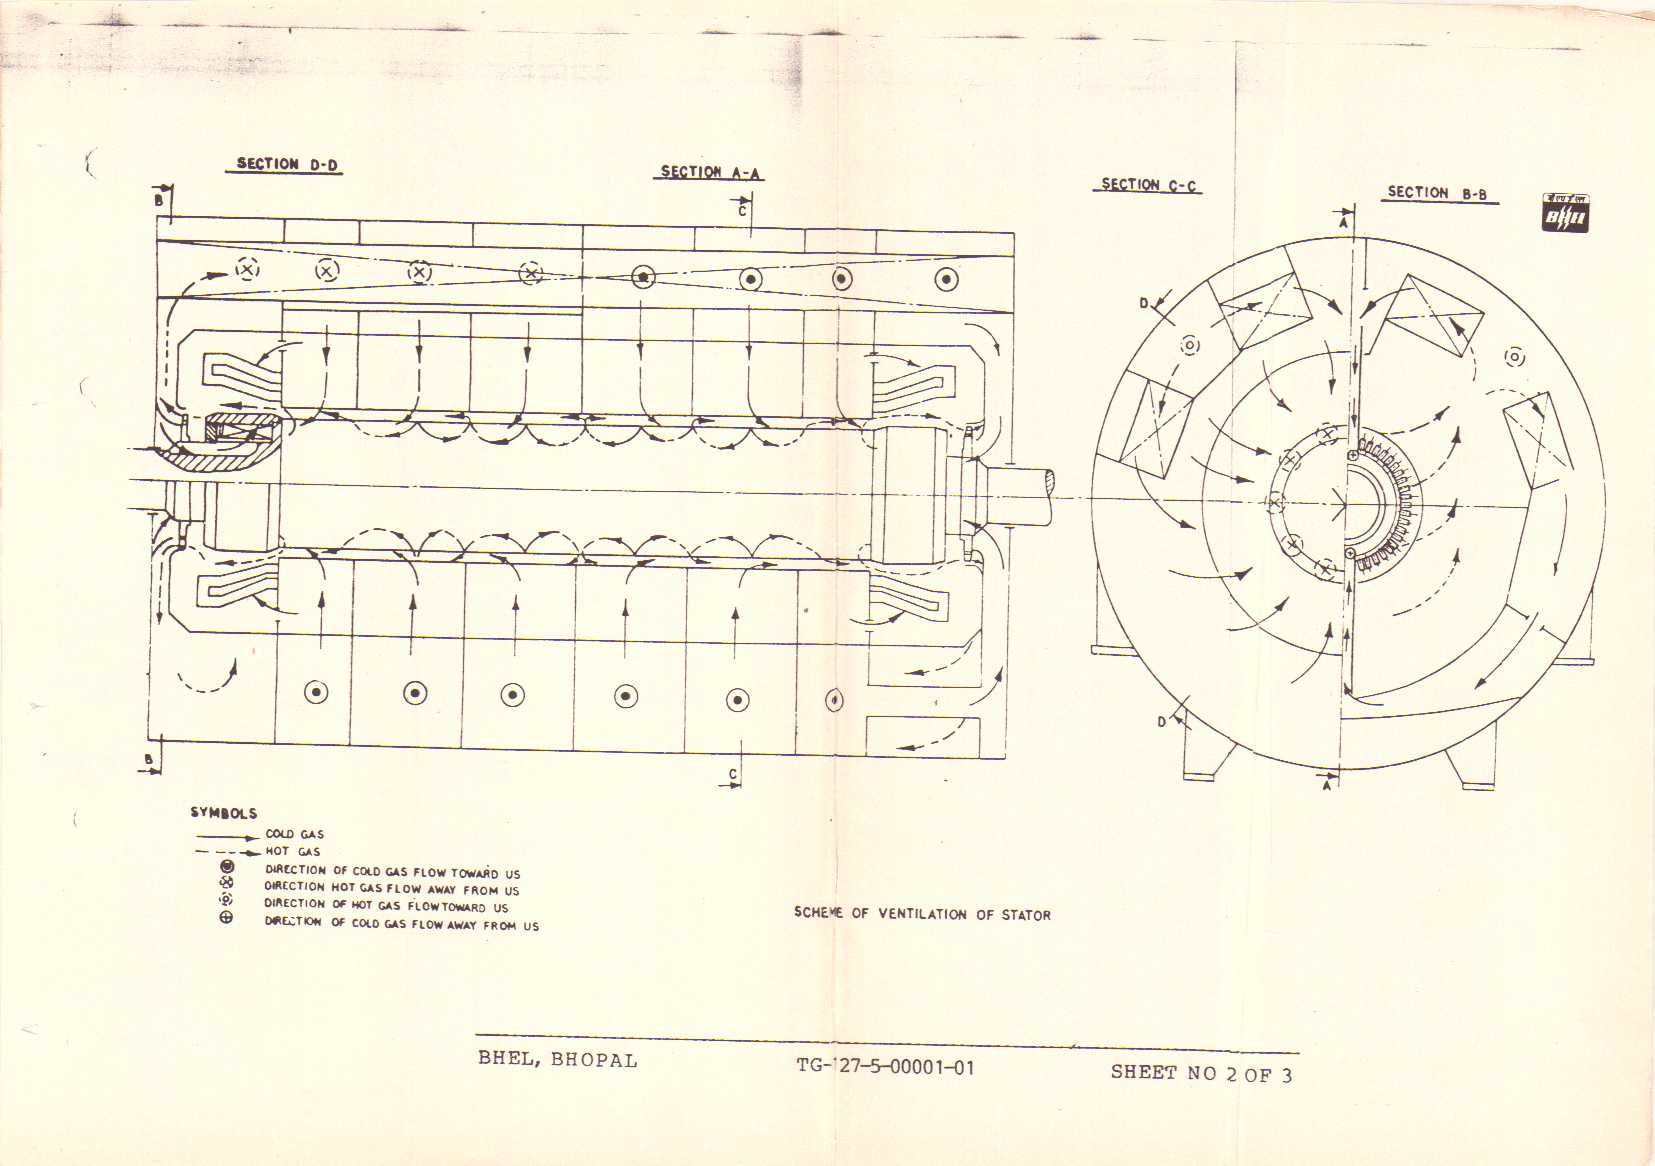 SECTION D-D
SECTION A-A
SECTION C-C
SECTION B-B
BHEL
B
C
A
D
D
B
C
A
SYMBOLS
COLD GAS
HOT GAS
DIRECTION OF COLD GAS FLOW TOWARD US
DIRECTION HOT GAS FLOW AWAY FROM US
DIRECTION OF HOT GAS FLOW TOWARD US
DIRECTION OF COLD GAS FLOW AWAY FROM US
SCHEME OF VENTILATION OF STATOR
BHEL, BHOPAL
TG-127-5-00001-01
SHEET NO 2 OF 3